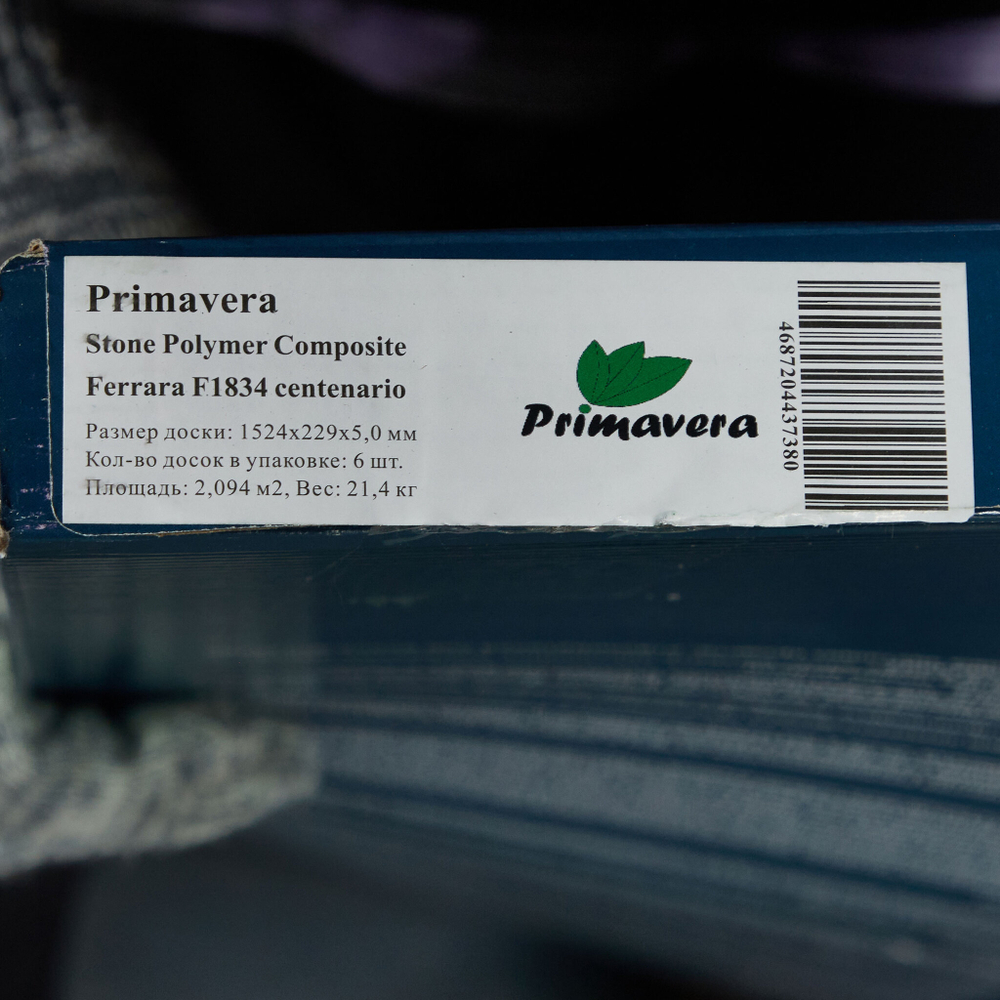 Primavera
Stone Polymer Composite
Ferrara F1834 centenario
Размер доски: 1524x229x5,0 мм
Кол-во досок в упаковке: 6 шт.
Площадь: 2,094 м2, Вес: 21,4 кг
Primavera
4687204437380